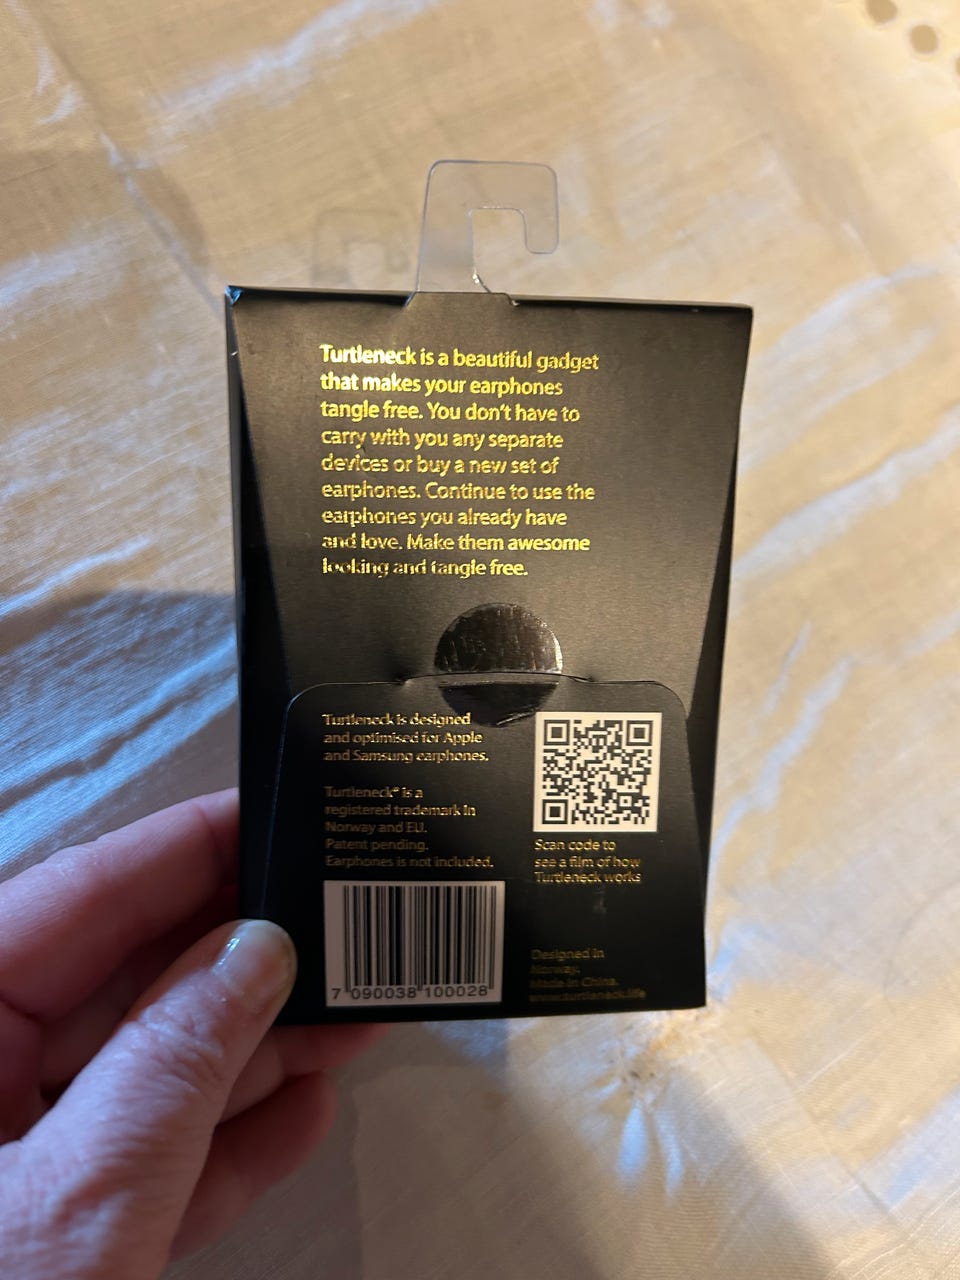 Turtleneck is a beautiful gadget
that makes your earphones
tangle free. You don't have to
carry with you any separate
devices or buy a new set of
earphones. Continue to use the
earphones you already have
and love. Make them awesome
looking and tangle free.
Turtleneck is designed
and optimised for Apple
and Samsung earphones.
Turtleneck® is a
registered trademark in
Norway and EU.
Patent pending.
Earphones is not included.
7 090038 100028
Scan code to
see a film of how
Turtleneck works
Designed in
Norway.
Made in China.
www.turtleneck.life